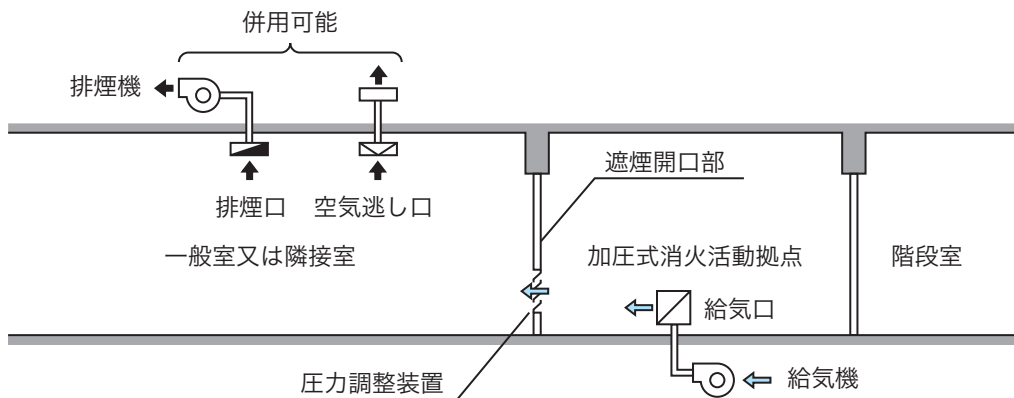 併用可能
排煙機
排煙口
空気逃し口
遮煙開口部
一般室又は隣接室
加圧式消火活動拠点
階段室
給気口
圧力調整装置
給気機